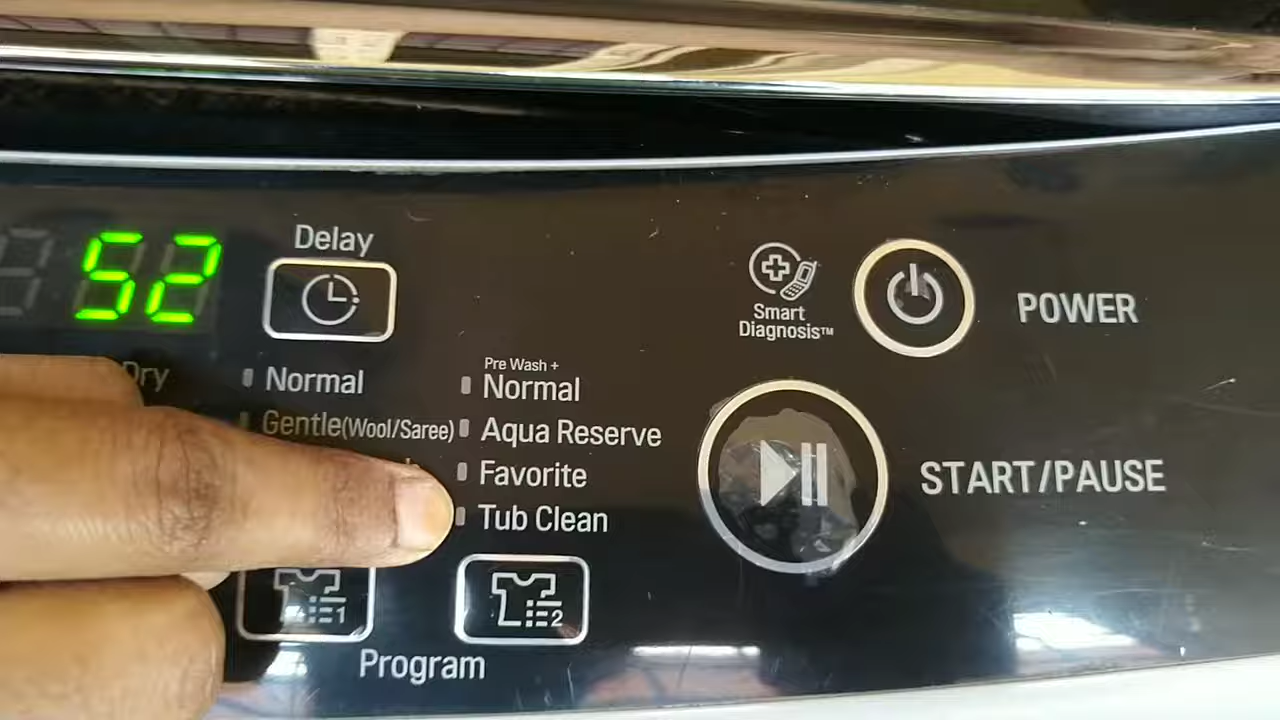 52
Delay
Dry
Normal
Gentle(Wool/Saree)
Pre Wash +
Normal
Aqua Reserve
Favorite
Tub Clean
1
2
Program
Smart
Diagnosis™
POWER
START/PAUSE